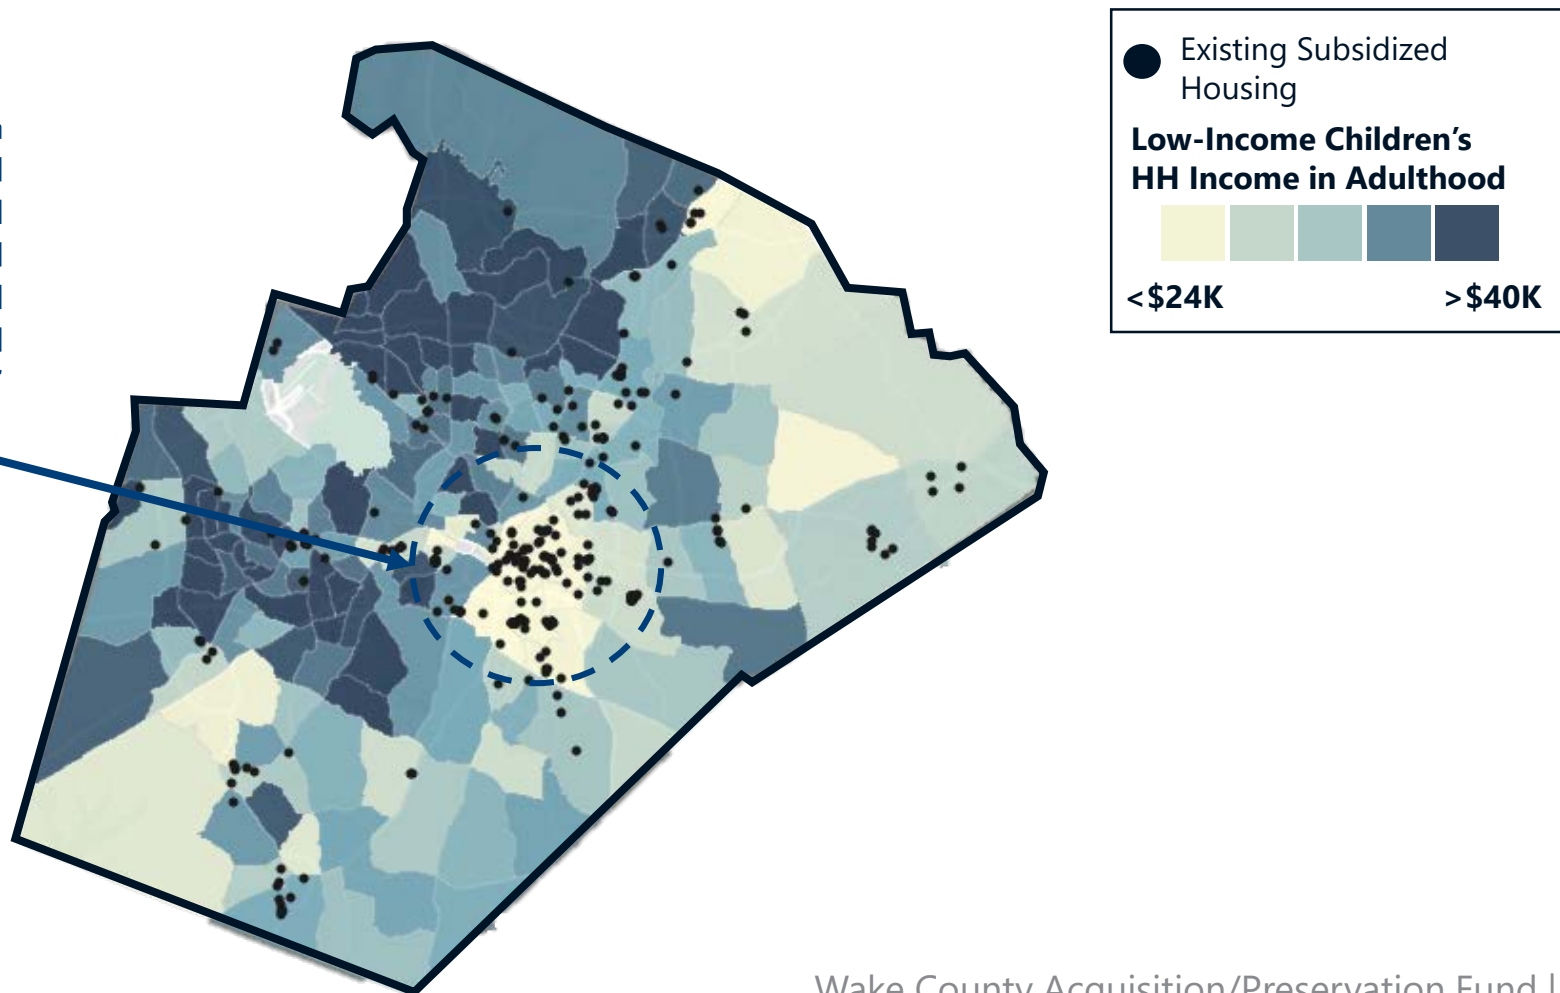 Existing Subsidized
Housing
Low-Income Children’s
HH Income in Adulthood
<$24K >$40K
Wake County Acquisition/Preservation Fund |